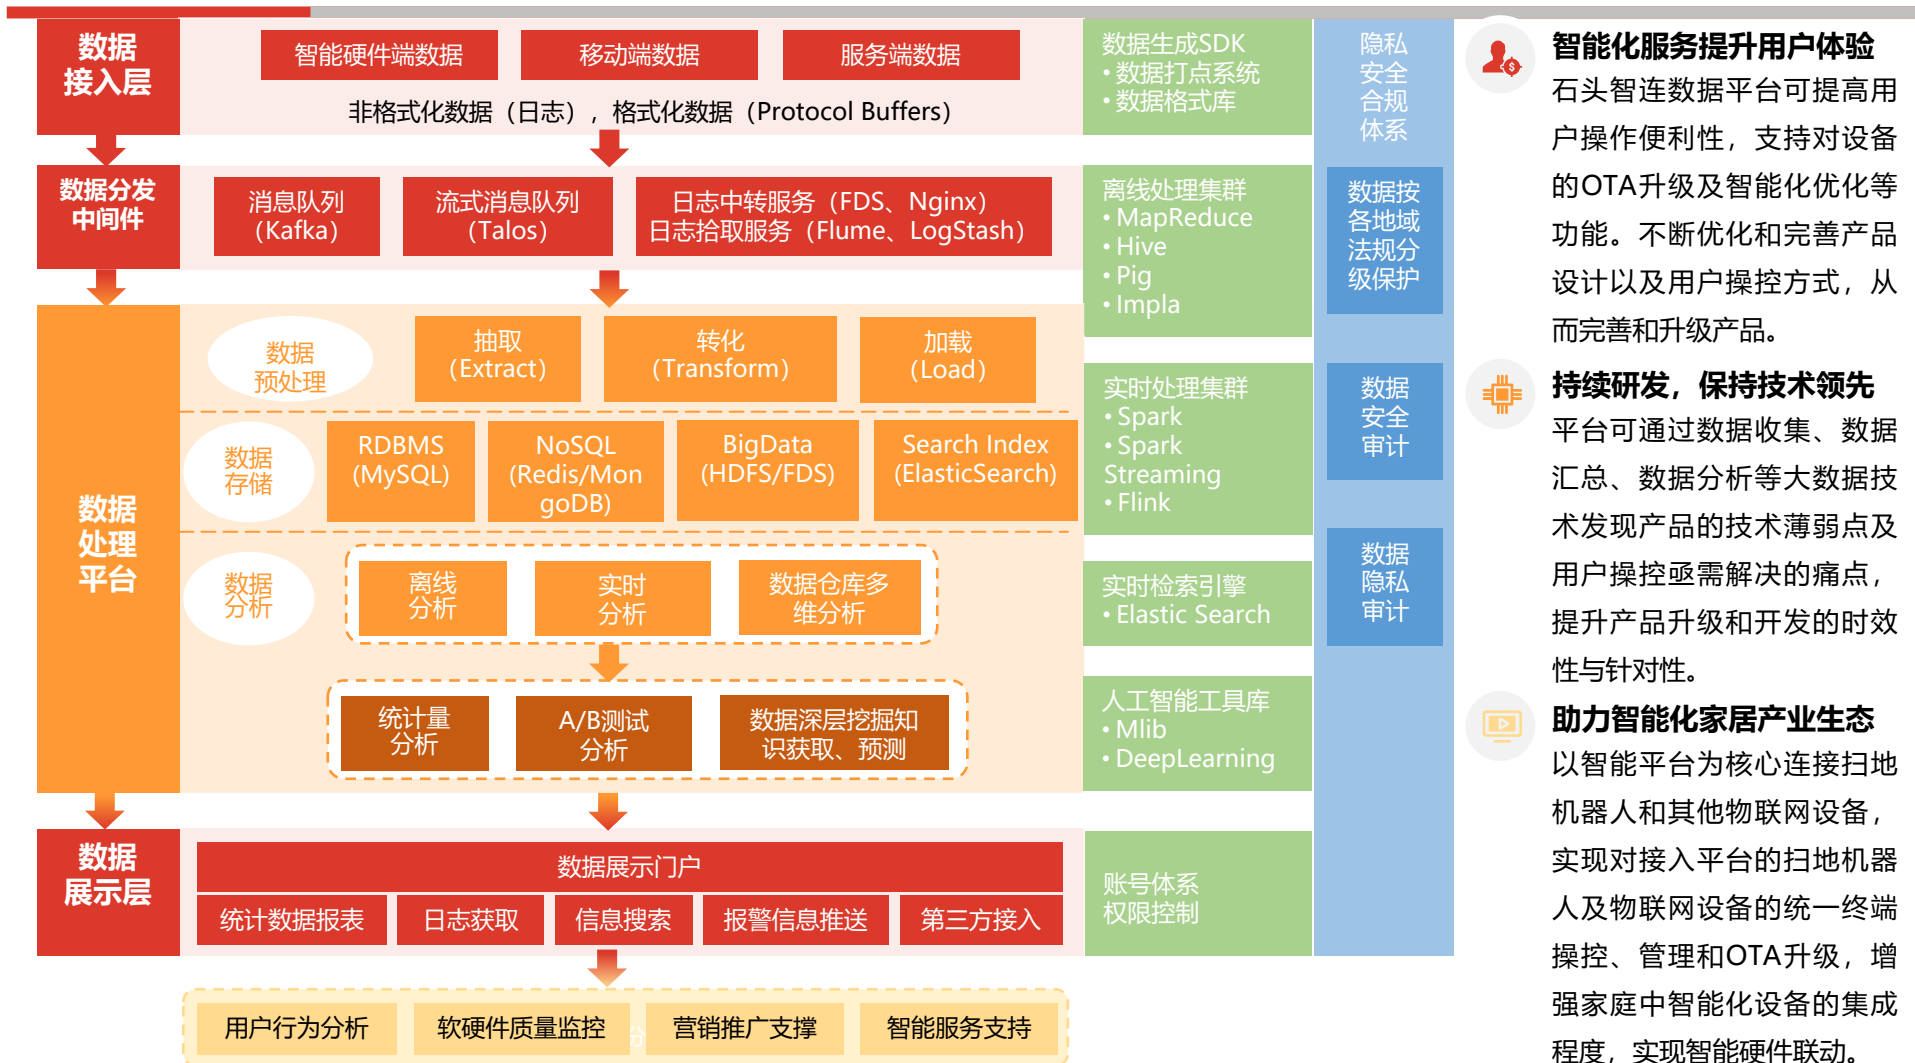 数据
接入层
智能硬件端数据
移动端数据
服务端数据
非格式化数据（日志），格式化数据（Protocol Buffers）
数据分发
中间件
消息队列
（Kafka）
流式消息队列
（Talos）
日志中转服务（FDS、Nginx）
日志拾取服务（Flume、LogStash）
数据
处理
平台
数据
预处理
抽取
（Extract）
转化
（Transform）
加载
（Load）
数据
存储
RDBMS
(MySQL)
NoSQL
(Redis/Mon
goDB)
BigData
(HDFS/FDS)
Search Index
(ElasticSearch)
数据
分析
离线
分析
实时
分析
数据仓库多
维分析
统计量
分析
A/B测试
分析
数据深层挖掘知
识获取、预测
数据
展示层
数据展示门户
统计数据报表
日志获取
信息搜索
报警信息推送
第三方接入
用户行为分析
软硬件质量监控
分
营销推广支撑
智能服务支持
数据生成SDK
• 数据打点系统
• 数据格式库
离线处理集群
• MapReduce
• Hive
• Pig
• Impla
实时处理集群
• Spark
• Spark
Streaming
• Flink
实时检索引擎
• Elastic Search
人工智能工具库
• Mlib
• DeepLearning
账号体系
权限控制
隐私
安全
合规
体系
数据按
各地域
法规分
级保护
数据
安全
审计
数据
隐私
审计
智能化服务提升用户体验
石头智连数据平台可提高用
户操作便利性，支持对设备
的OTA升级及智能化优化等
功能。不断优化和完善产品
设计以及用户操控方式，从
而完善和升级产品。
持续研发，保持技术领先
平台可通过数据收集、数据
汇总、数据分析等大数据技
术发现产品的技术薄弱点及
用户操控亟需解决的痛点，
提升产品升级和开发的时效
性与针对性。
助力智能化家居产业生态
以智能平台为核心连接扫地
机器人和其他物联网设备，
实现对接入平台的扫地机器
人及物联网设备的统一终端
操控、管理和OTA升级，增
强家庭中智能化设备的集成
程度，实现智能硬件联动。